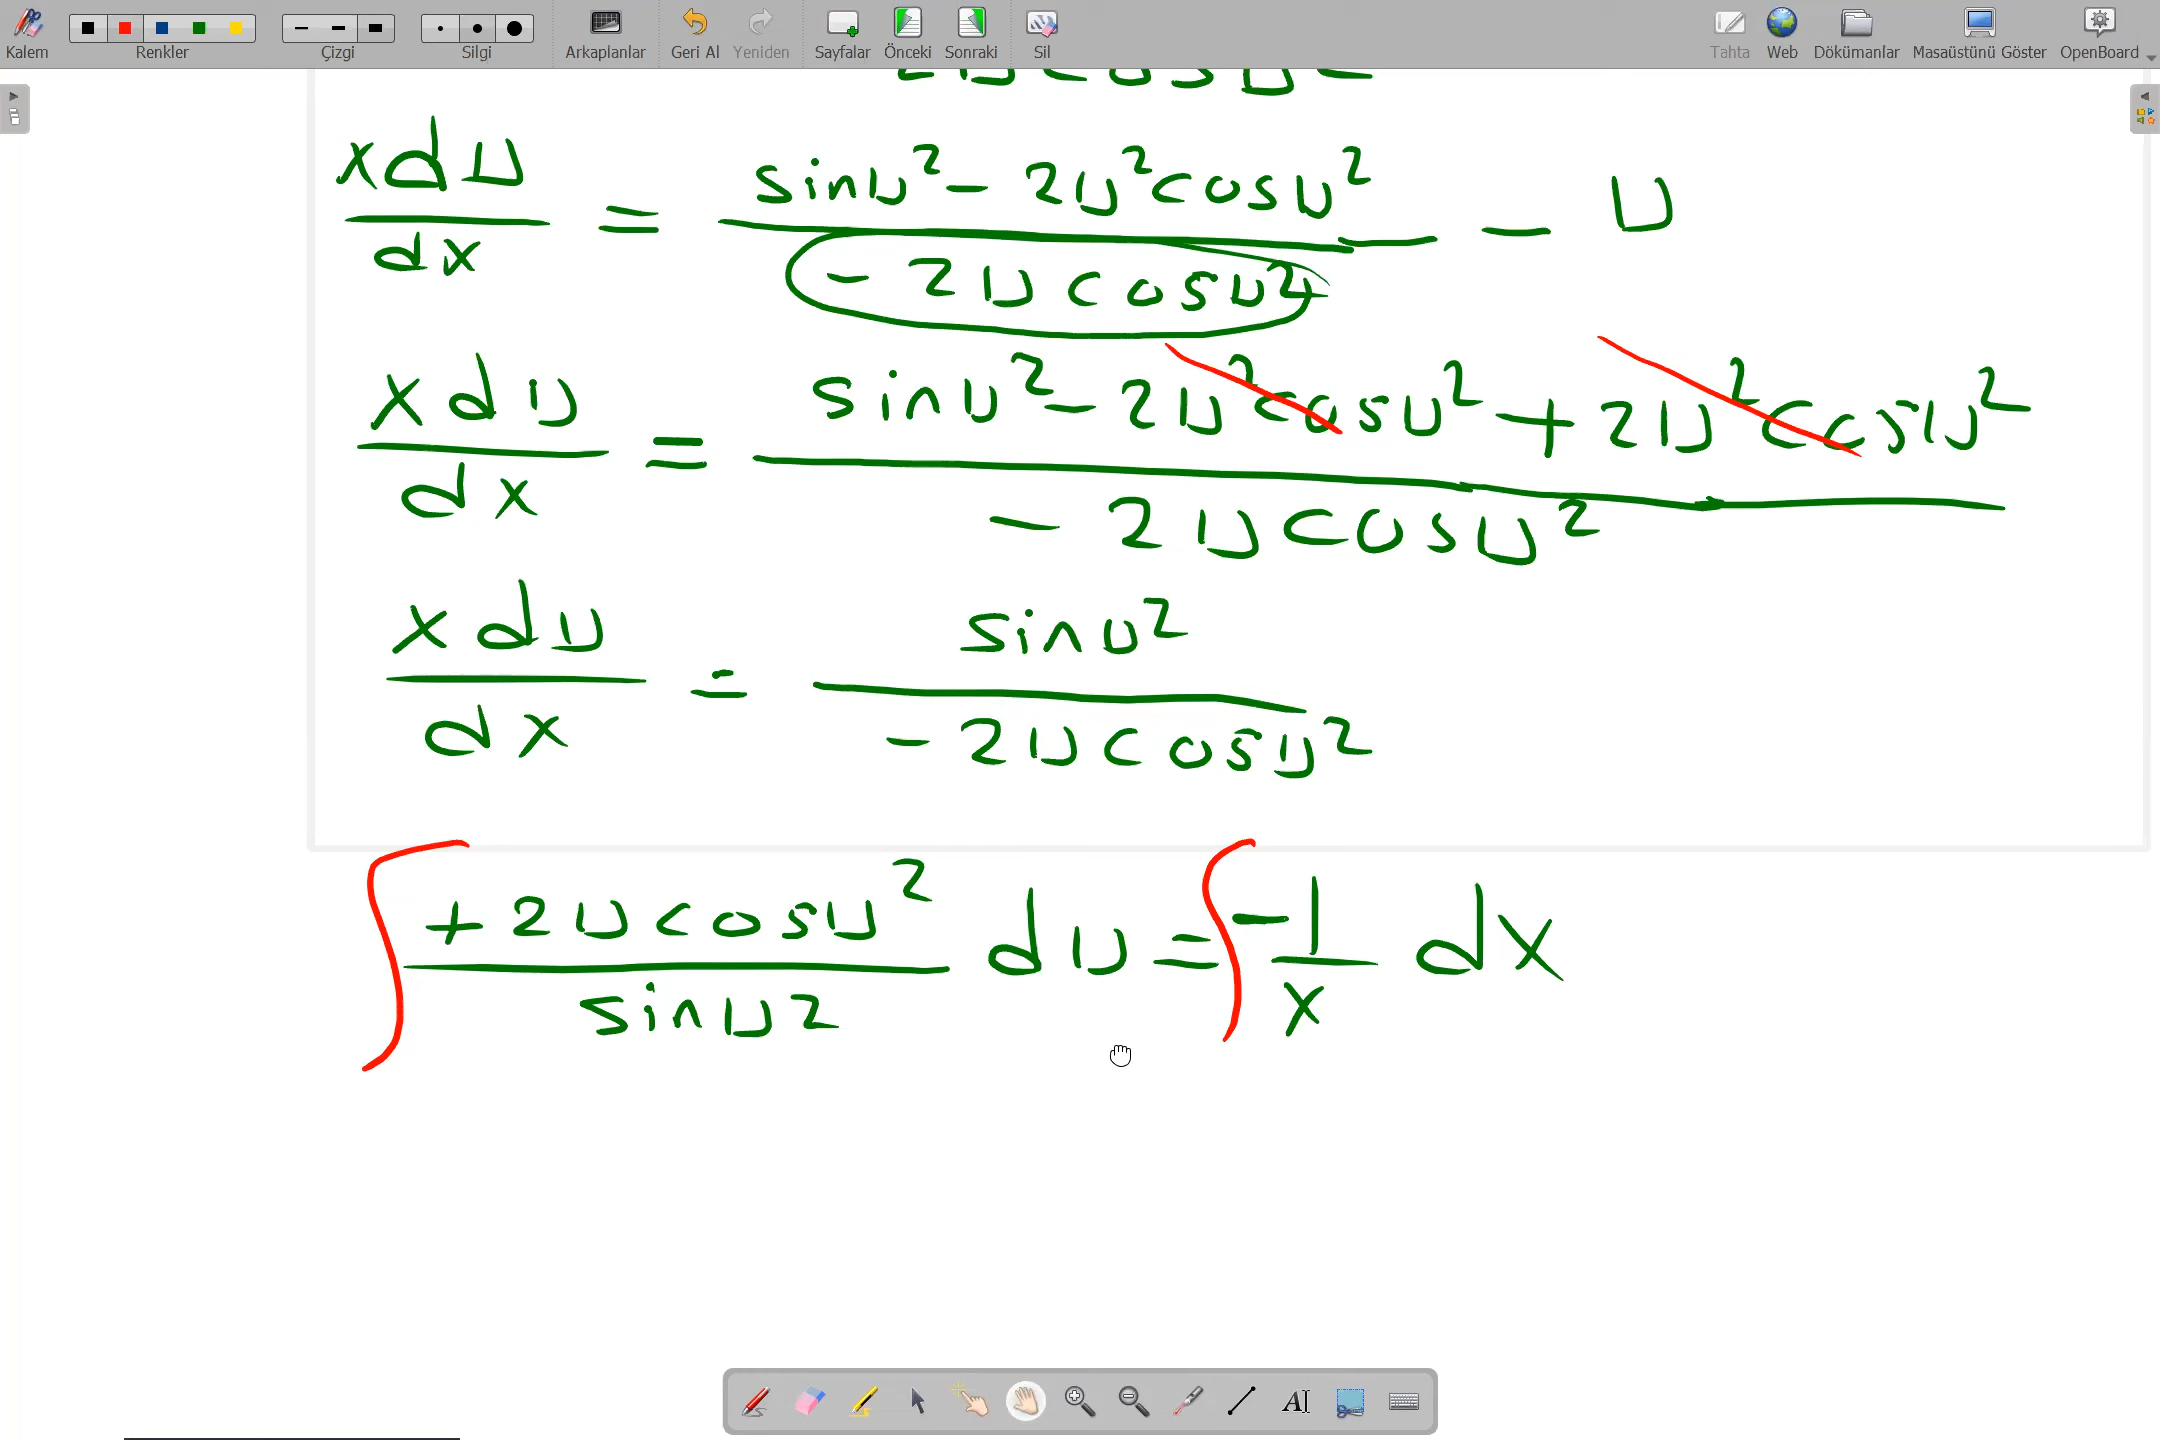 Kalem Renkler Çizgi Silgi Arkaplanlar Geri Al Yeniden Sayfalar Önceki Sonraki Sil Tahta Web Dökümanlar Masaüstünü Göster OpenBoard
xdu/dx = (sinu² - 2u²cosu²)/(-2ucosu²) - u
xdu/dx = (sinu² - 2u²cosu² + 2u²cosu²)/(-2ucosu²)
xdu/dx = sinu²/(-2ucosu²)
∫ (+2ucosu²)/(sinu²) du = ∫ -1/x dx